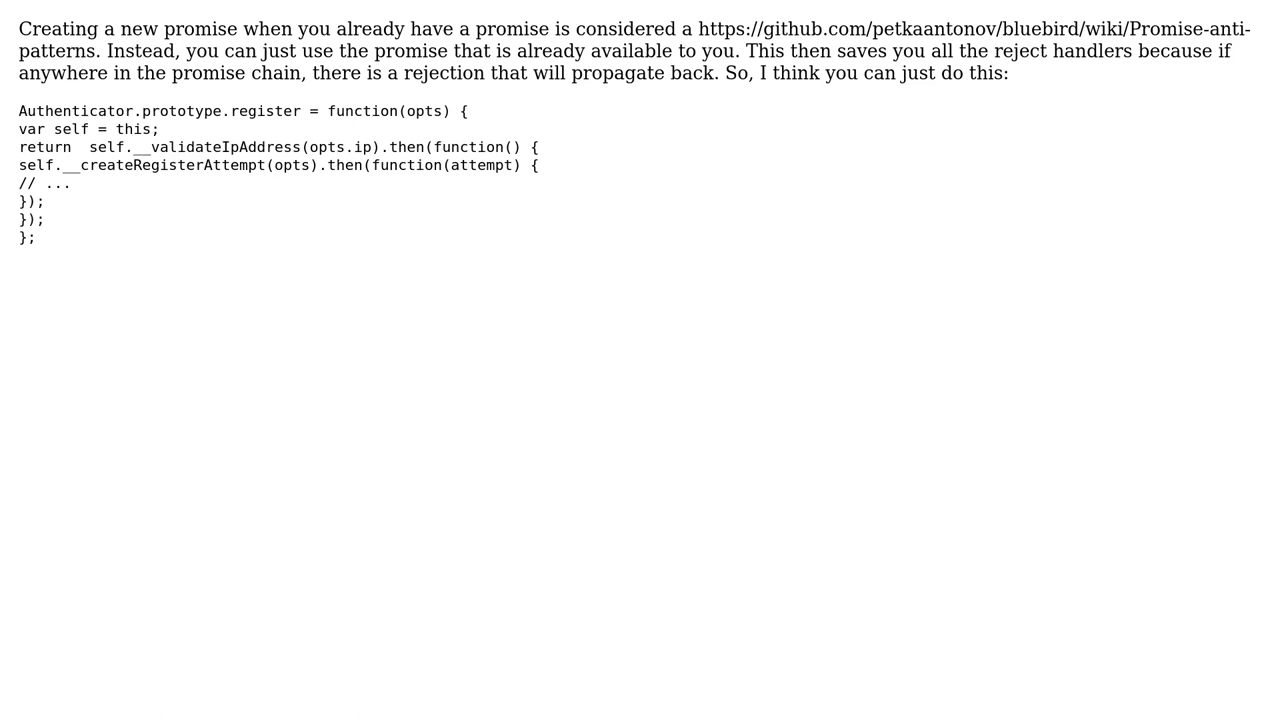 Creating a new promise when you already have a promise is considered a https://github.com/petkaantonov/bluebird/wiki/Promise-anti-
patterns. Instead, you can just use the promise that is already available to you. This then saves you all the reject handlers because if
anywhere in the promise chain, there is a rejection that will propagate back. So, I think you can just do this:
Authenticator.prototype.register = function(opts) {
var self = this;
return  self.__validateIpAddress(opts.ip).then(function() {
self.__createRegisterAttempt(opts).then(function(attempt) {
// ...
});
});
};